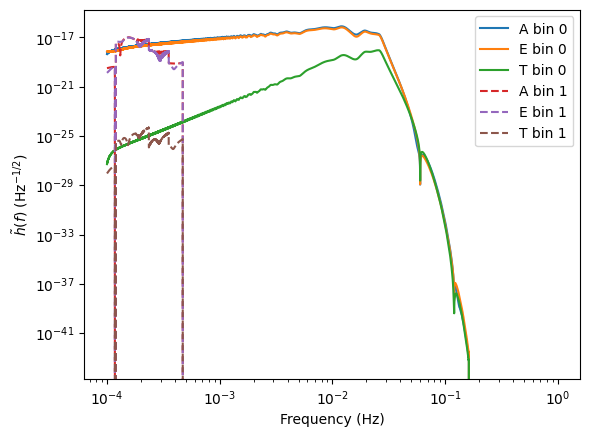 A bin 0
E bin 0
T bin 0
A bin 1
E bin 1
T bin 1
10⁻¹⁷
10⁻²¹
10⁻²⁵
10⁻²⁹
10⁻³³
10⁻³⁷
10⁻⁴¹
h̃(f) (Hz⁻¹/²)
10⁻⁴ 10⁻³ 10⁻² 10⁻¹ 10⁰
Frequency (Hz)